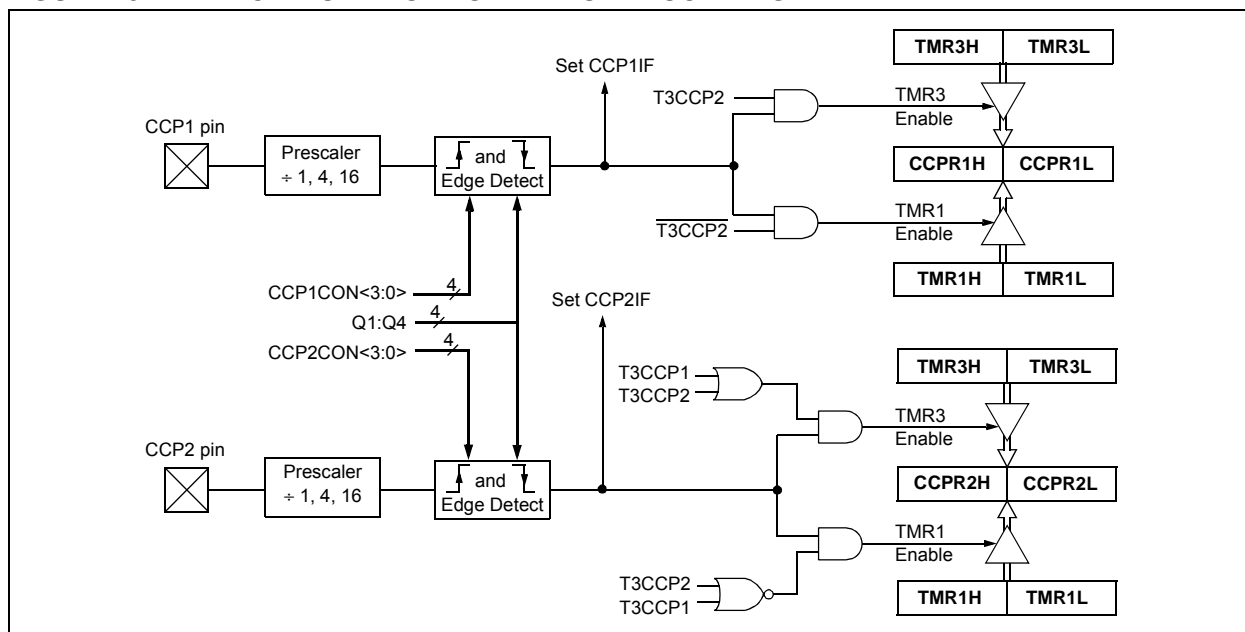 TMR3H TMR3L
Set CCP1IF
T3CCP2
TMR3
Enable
CCP1 pin
Prescaler
÷ 1, 4, 16
and
Edge Detect
CCPR1H CCPR1L
TMR1
Enable
T3CCP2
TMR1H TMR1L
CCP1CON<3:0>
4
Q1:Q4
4
CCP2CON<3:0>
4
Set CCP2IF
TMR3H TMR3L
T3CCP1
T3CCP2
TMR3
Enable
CCP2 pin
Prescaler
÷ 1, 4, 16
and
Edge Detect
CCPR2H CCPR2L
TMR1
Enable
T3CCP2
T3CCP1
TMR1H TMR1L